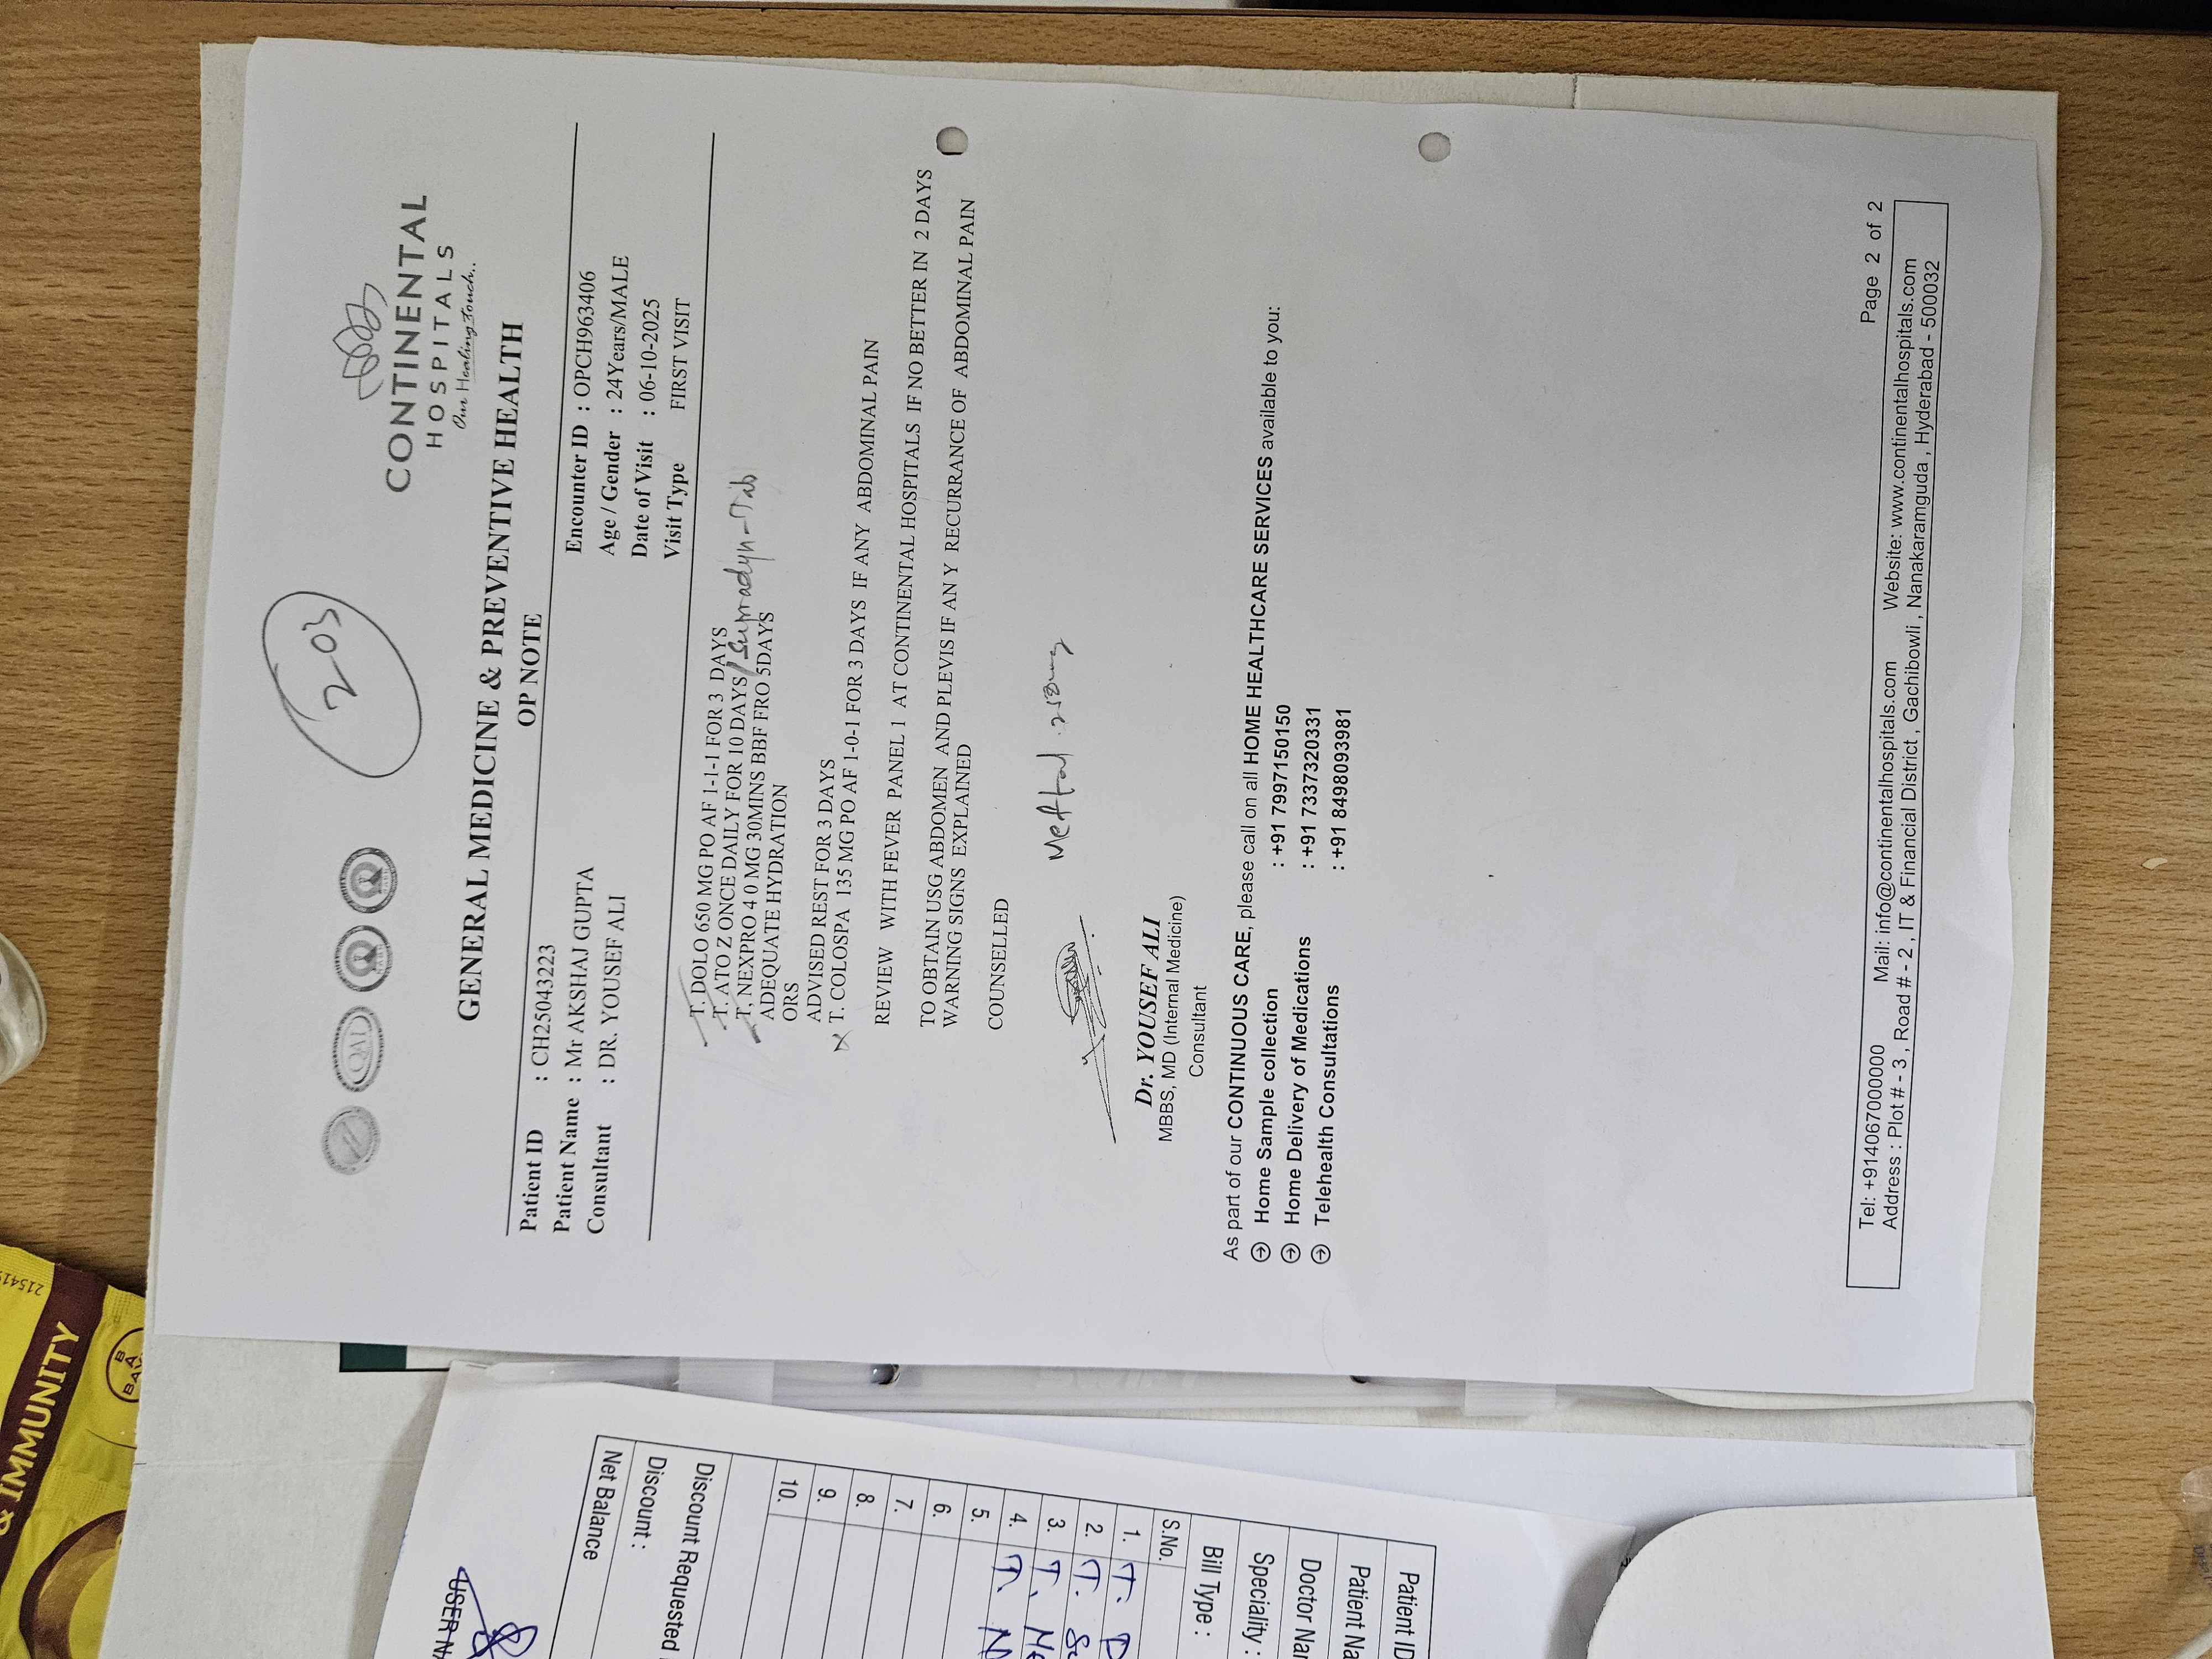 & IMMUNITY
21541
BAYER
203
QAI
CONTINENTAL
HOSPITALS
Our Healing Touch..
GENERAL MEDICINE & PREVENTIVE HEALTH
OP NOTE
Patient ID : CH25043223
Patient Name : Mr AKSHAJ GUPTA
Consultant : DR. YOUSEF ALI
Encounter ID : OPCH963406
Age / Gender : 24Years/MALE
Date of Visit : 06-10-2025
Visit Type FIRST VISIT
T. DOLO 650 MG PO AF 1-1-1 FOR 3 DAYS
T. ATO Z ONCE DAILY FOR 10 DAYS / Supradyn-Tab
T, NEXPRO 4 0 MG 30MINS BBF FRO 5DAYS
ADEQUATE HYDRATION
ORS
ADVISED REST FOR 3 DAYS
T. COLOSPA 135 MG PO AF 1-0-1 FOR 3 DAYS IF ANY ABDOMINAL PAIN
REVIEW WITH FEVER PANEL 1 AT CONTINENTAL HOSPITALS IF NO BETTER IN 2 DAYS
TO OBTAIN USG ABDOMEN AND PLEVIS IF AN Y RECURRANCE OF ABDOMINAL PAIN
WARNING SIGNS EXPLAINED
COUNSELLED
Meftal 250mg
Dr. YOUSEF ALI
MBBS, MD (Internal Medicine)
Consultant
As part of our CONTINUOUS CARE, please call on all HOME HEALTHCARE SERVICES available to you:
Home Sample collection : +91 7997150150
Home Delivery of Medications : +91 7337320331
Telehealth Consultations : +91 8498093981
Page 2 of 2
Tel: +914067000000 Mail: info@continentalhospitals.com Website: www.continentalhospitals.com
Address : Plot # - 3 , Road # - 2 , IT & Financial District , Gachibowli , Nanakaramguda , Hyderabad - 500032
Patient ID
Patient Na
Doctor Nam
Speciality :
Bill Type :
S.No.
1. T. D
2. T.
3. T.
4. T.
5.
6.
7.
8.
9.
10.
Discount Requested
Discount :
Net Balance
USER NA